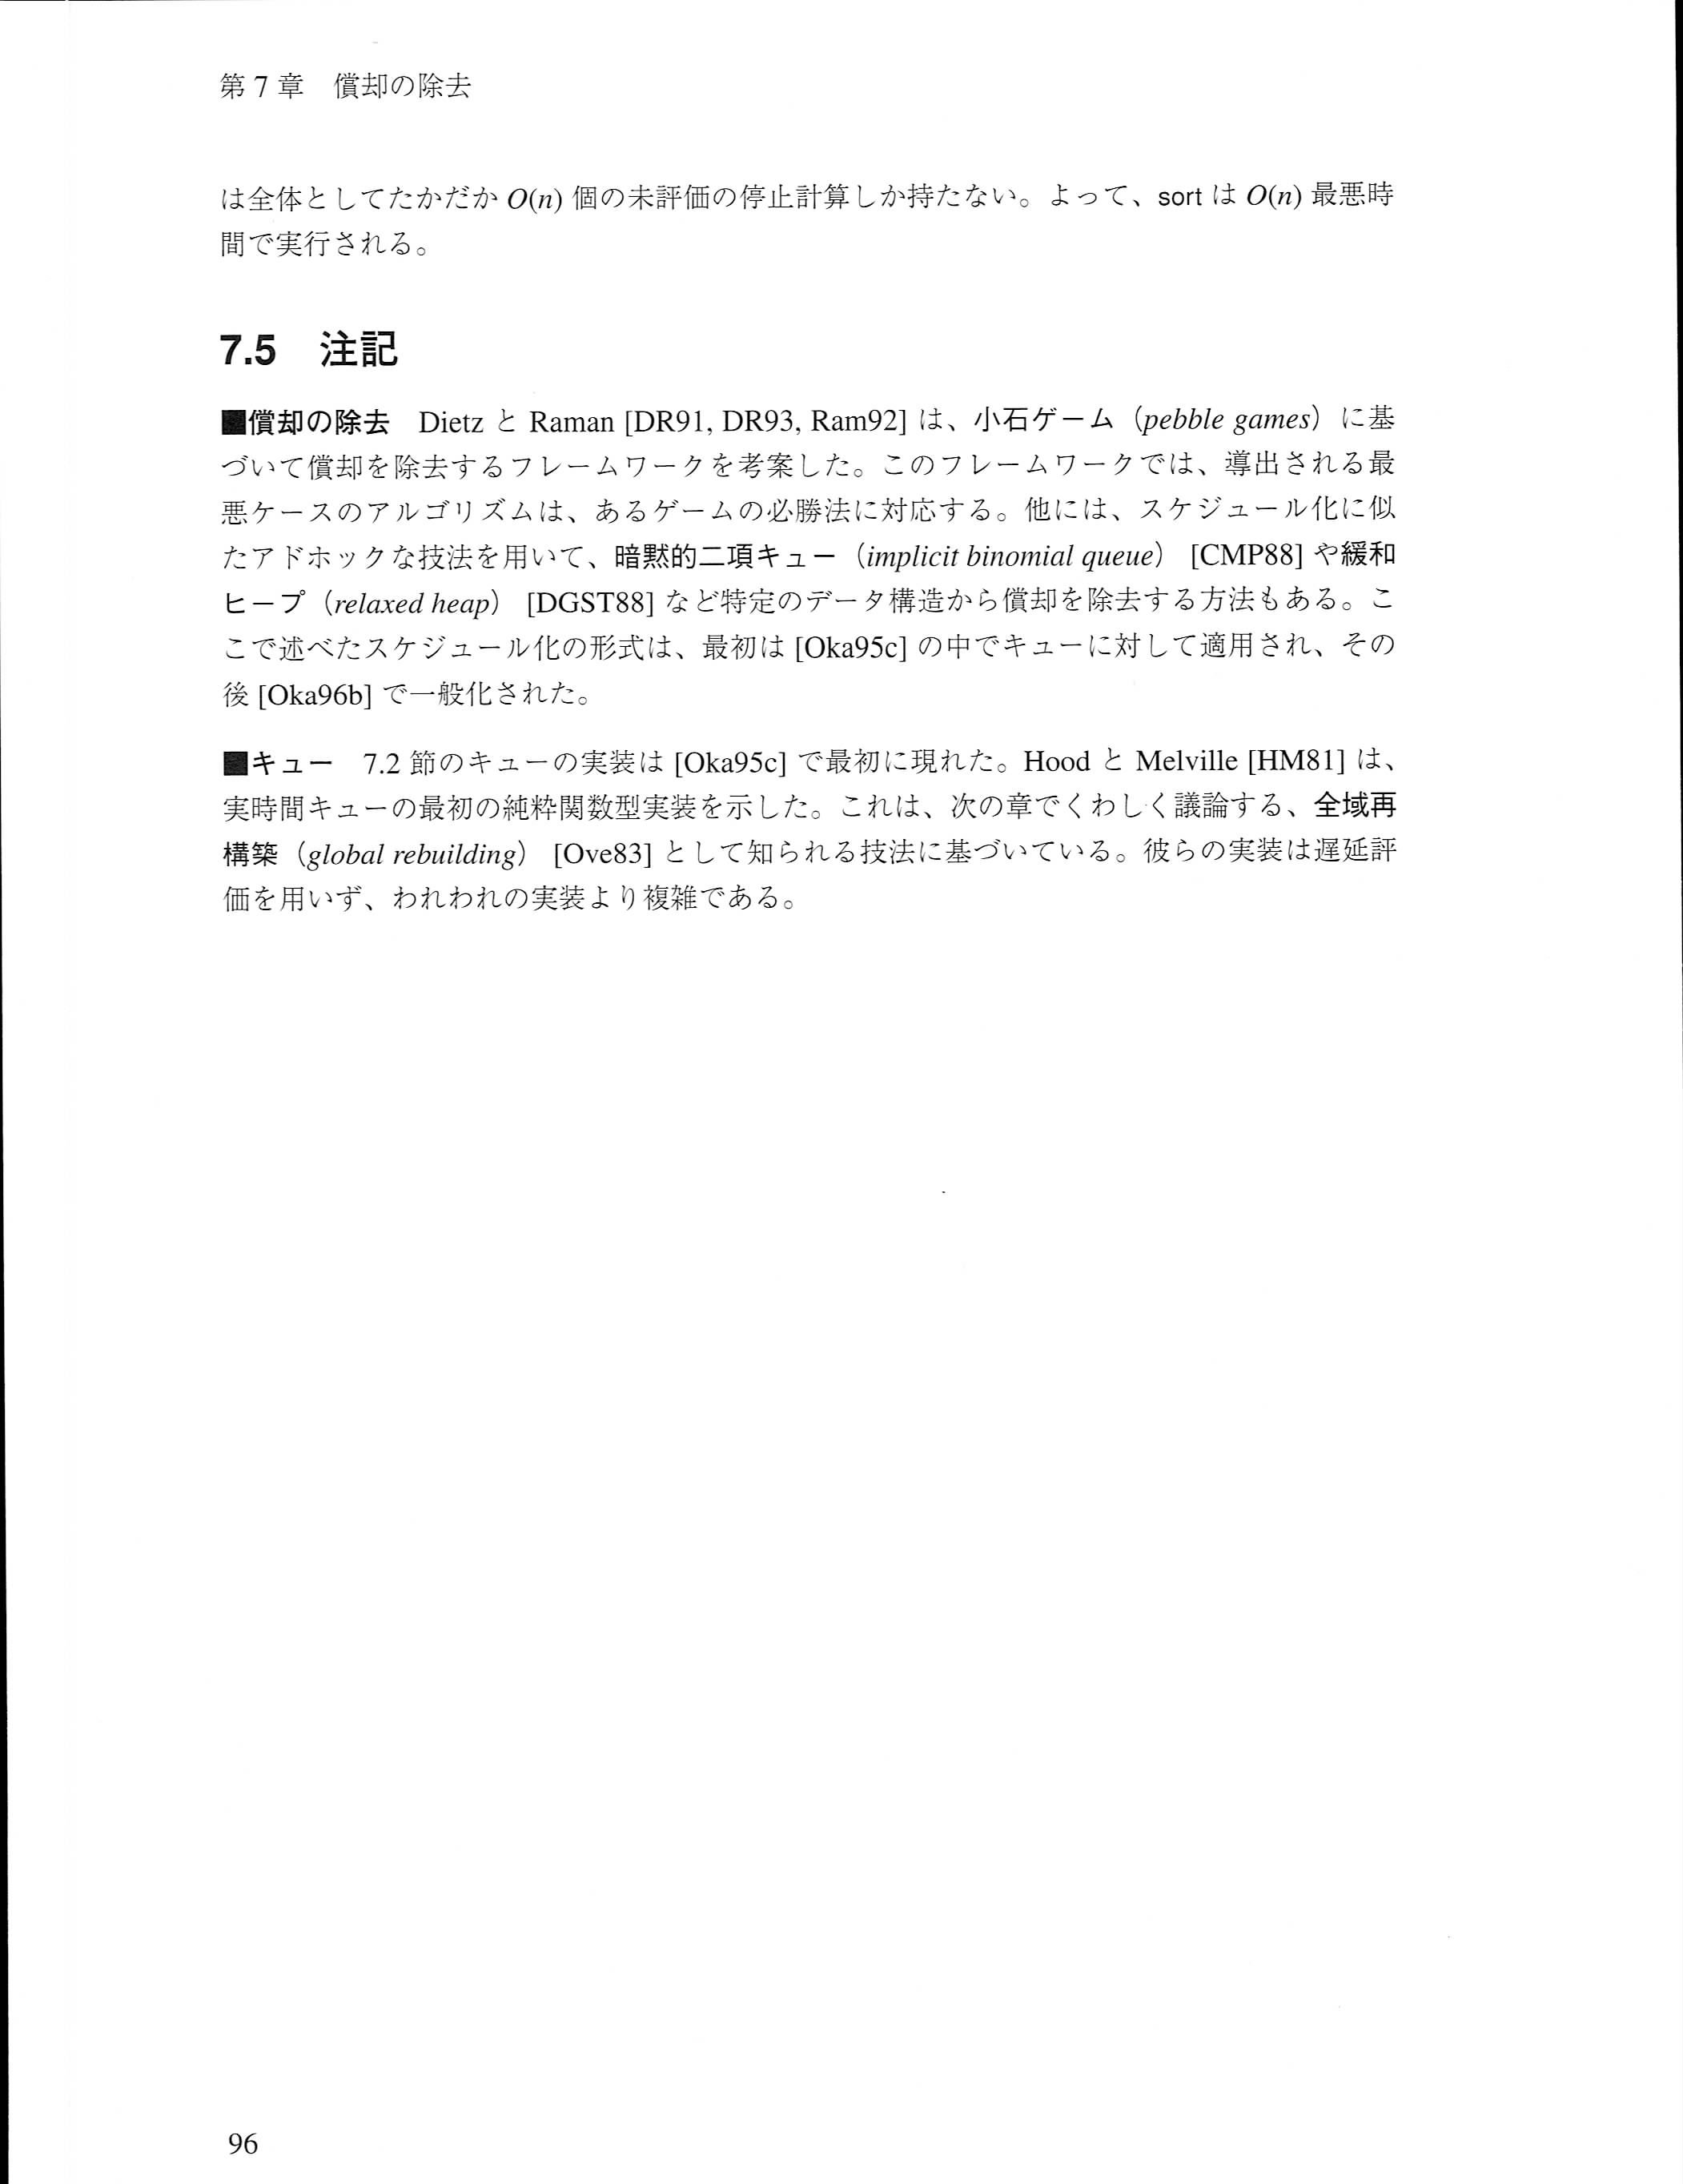 第 7 章　償却の除去
は全体としてたかだか O(n) 個の未評価の停止計算しか持たない。よって、sort は O(n) 最悪時
間で実行される。
7.5　注記
■償却の除去　Dietz と Raman [DR91, DR93, Ram92] は、小石ゲーム（pebble games）に基
づいて償却を除去するフレームワークを考案した。このフレームワークでは、導出される最
悪ケースのアルゴリズムは、あるゲームの必勝法に対応する。他には、スケジュール化に似
たアドホックな技法を用いて、暗黙的二項キュー（implicit binomial queue） [CMP88] や緩和
ヒープ（relaxed heap） [DGST88] など特定のデータ構造から償却を除去する方法もある。こ
こで述べたスケジュール化の形式は、最初は [Oka95c] の中でキューに対して適用され、その
後 [Oka96b] で一般化された。
■キュー　7.2 節のキューの実装は [Oka95c] で最初に現れた。Hood と Melville [HM81] は、
実時間キューの最初の純粋関数型実装を示した。これは、次の章でくわしく議論する、全域再
構築（global rebuilding） [Ove83] として知られる技法に基づいている。彼らの実装は遅延評
価を用いず、われわれの実装より複雑である。
96